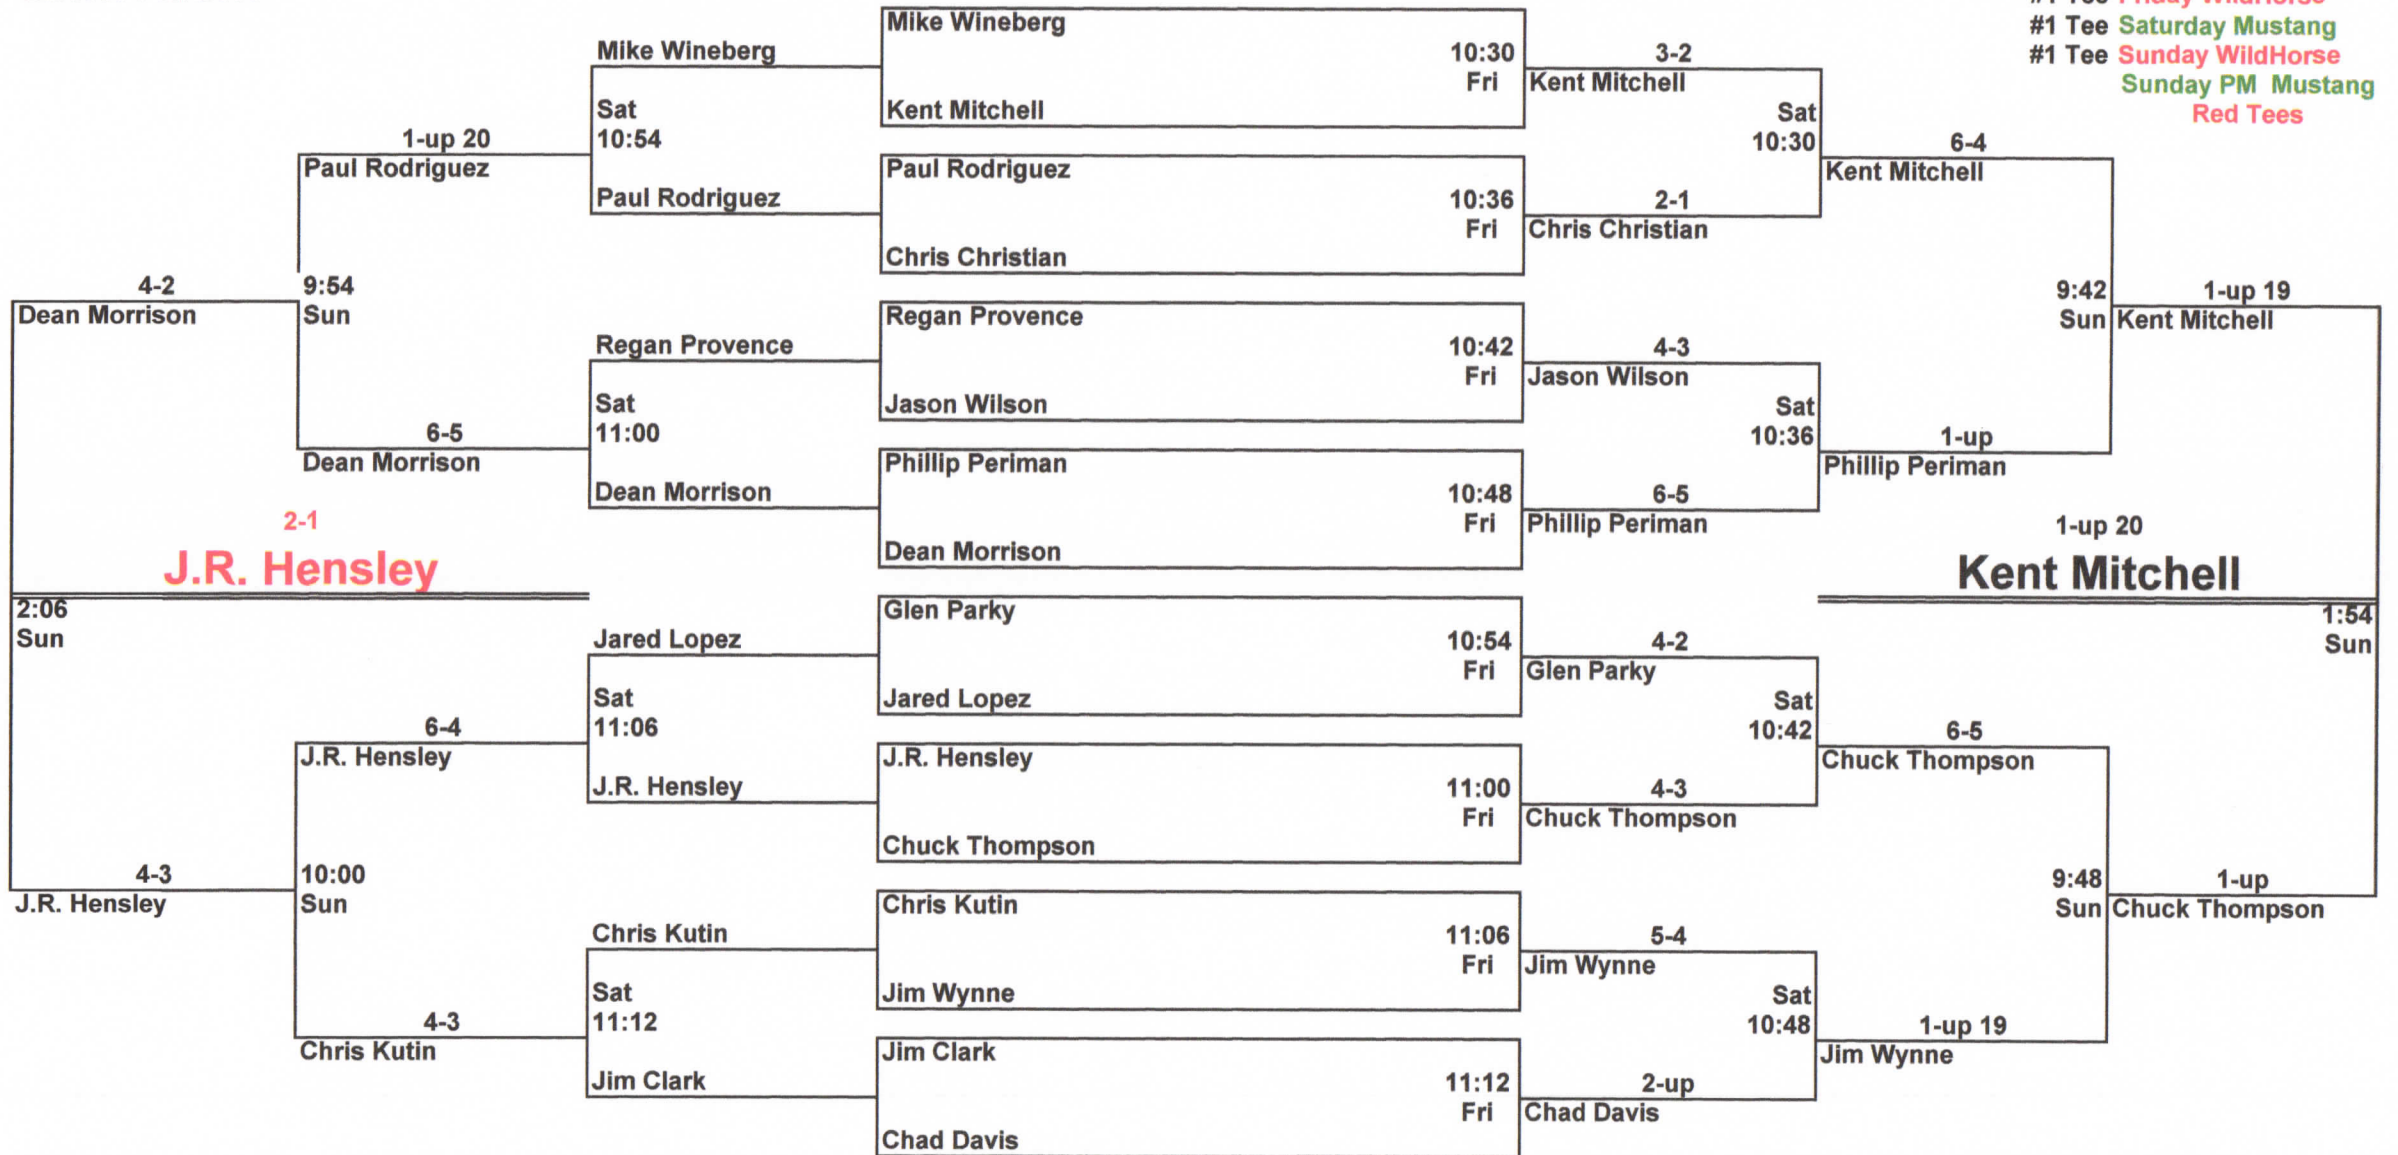 #1 Tee Friday WildHorse
#1 Tee Saturday Mustang
#1 Tee Sunday WildHorse
Sunday PM Mustang
Red Tees
Dean Morrison
4-2
2:06
Sun
J.R. Hensley
4-3
2-1
J.R. Hensley
1-up 20
Paul Rodriguez
9:54
Sun
6-5
Dean Morrison
6-4
J.R. Hensley
10:00
Sun
4-3
Chris Kutin
Mike Wineberg
Sat
10:54
Paul Rodriguez
Regan Provence
Sat
11:00
Dean Morrison
Jared Lopez
Sat
11:06
J.R. Hensley
Chris Kutin
Sat
11:12
Jim Clark
Mike Wineberg
10:30
Fri
Kent Mitchell
Paul Rodriguez
10:36
Fri
Chris Christian
Regan Provence
10:42
Fri
Jason Wilson
Phillip Periman
10:48
Fri
Dean Morrison
Glen Parky
10:54
Fri
Jared Lopez
J.R. Hensley
11:00
Fri
Chuck Thompson
Chris Kutin
11:06
Fri
Jim Wynne
Jim Clark
11:12
Fri
Chad Davis
3-2
Kent Mitchell
Sat
10:30
2-1
Chris Christian
4-3
Jason Wilson
Sat
10:36
6-5
Phillip Periman
4-2
Glen Parky
Sat
10:42
4-3
Chuck Thompson
5-4
Jim Wynne
Sat
10:48
2-up
Chad Davis
6-4
Kent Mitchell
9:42
Sun
1-up
Phillip Periman
6-5
Chuck Thompson
9:48
Sun
1-up 19
Jim Wynne
1-up 19
Kent Mitchell
1-up 20
Kent Mitchell
1:54
Sun
1-up
Chuck Thompson